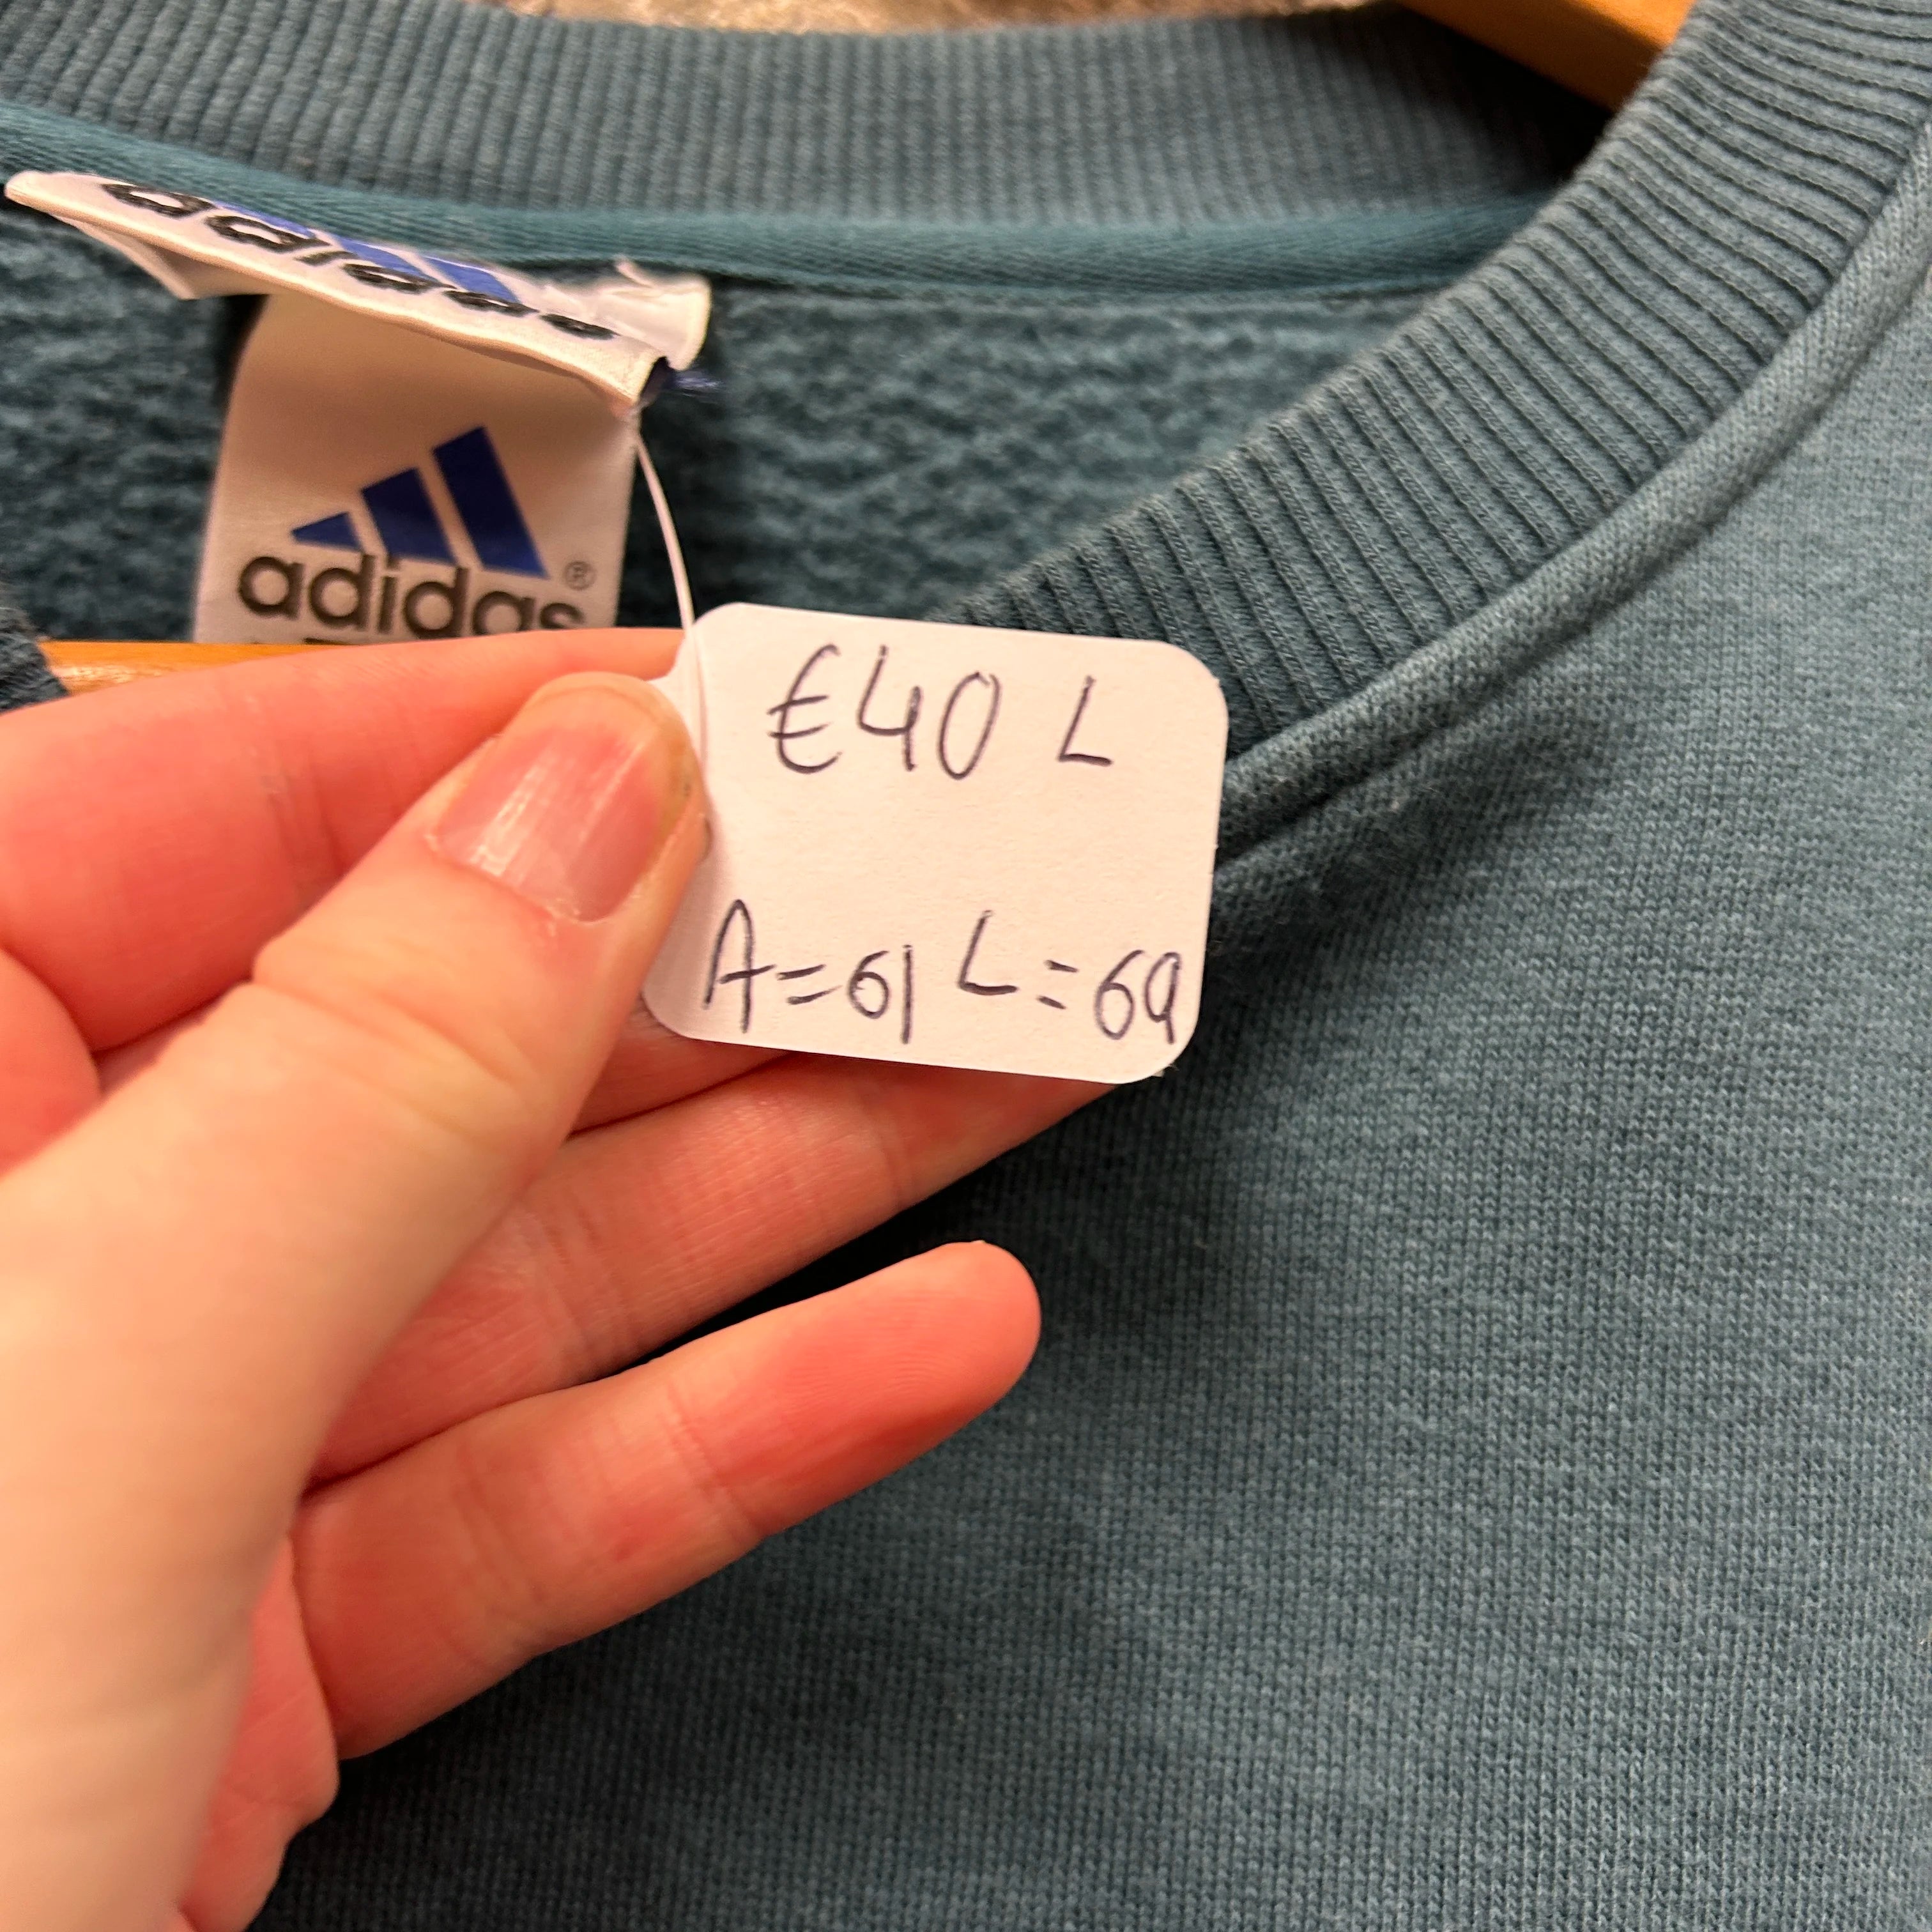 adidas
adidas ®
€40 L
A=61 L=69